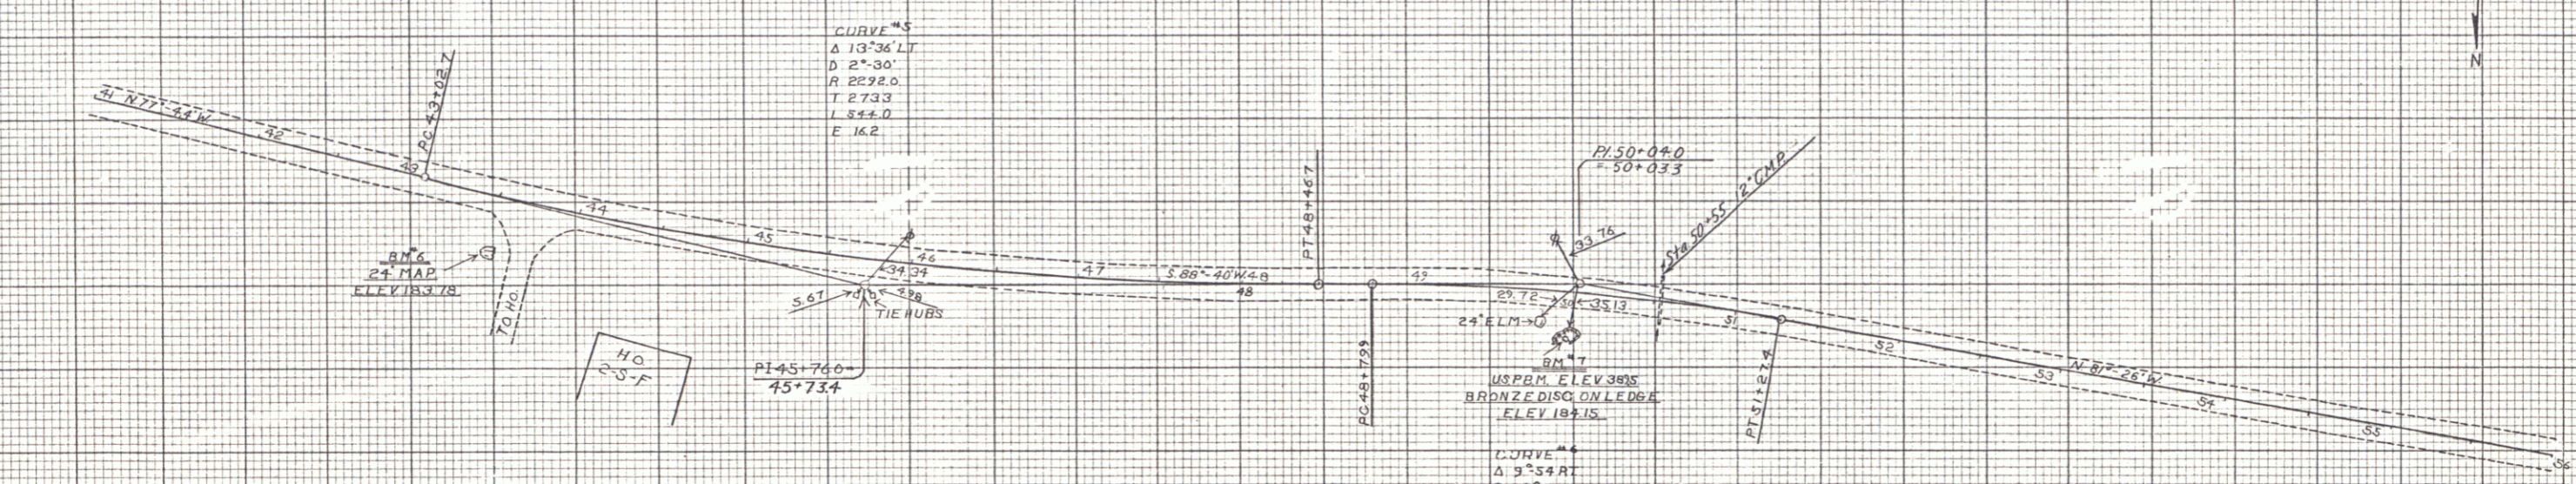 CURVE #5
Δ 13°-36' LT
D 2°-30'
R 2292.0
T 273.3
L 544.0
E 16.2
N
41
N 77°-44' W.
42
43
PC 43+02.7
44
45
46
34.34
47
S. 88°-40' W. 48
48
BM #6
24" MAP.
ELEV 183.78
TO HO.
HO
2-S-F
5.67
4.98
TIE HUBS
PI 45+76.0=
45+73.4
PT 48+46.7
PC 48+79.9
49
P.I. 50+04.0
= 50+03.3
33.76
Sta 50+55 12" CMP
29.72
50
35.13
24" ELM
BM #7
U.S.P.B.M. ELEV 385
BRONZE DISC ON LEDGE
ELEV 184.15
CURVE #6
Δ 9°-54 RT
51
PT 51+27.4
52
N 81°-26' W.
53
54
55
56